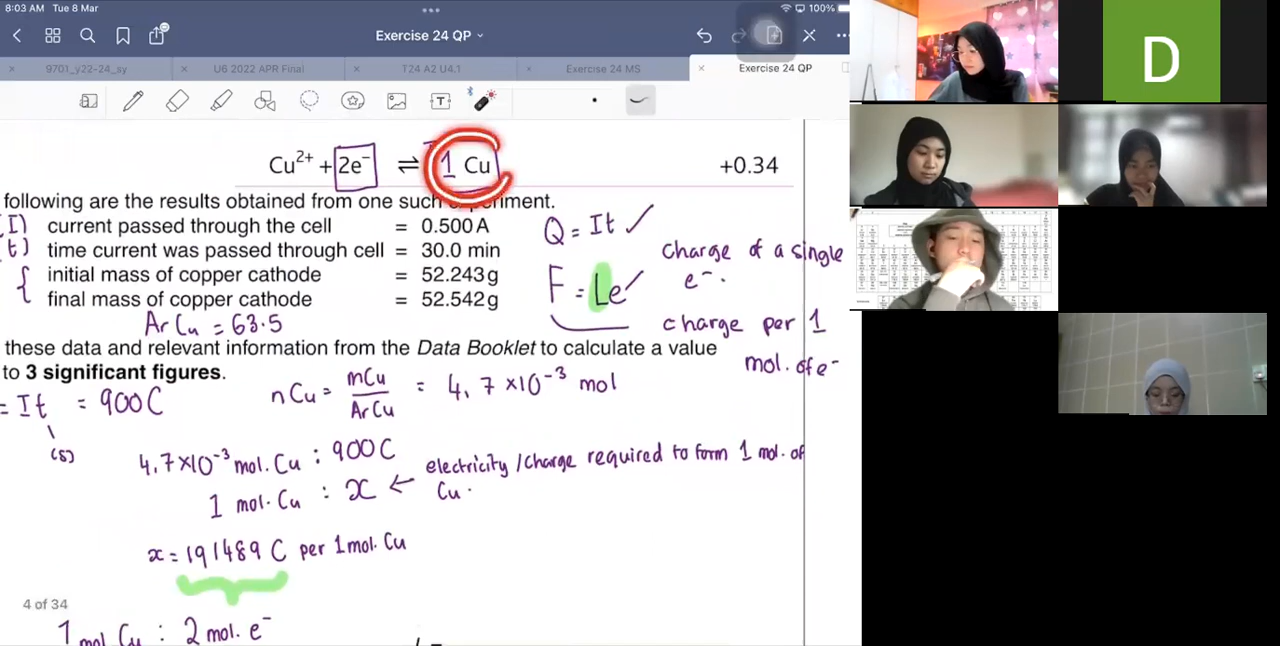 8:03 AM Tue 8 Mar
100%
Exercise 24 QP
9701_y22-24_sy
U6 2022 APR Final
T24 A2 U4.1
Exercise 24 MS
Exercise 24 QP
Cu²⁺ + 2e⁻ ⇌ 1 Cu +0.34
following are the results obtained from one such experiment.
(I) current passed through the cell = 0.500 A
(t) time current was passed through cell = 30.0 min
{ initial mass of copper cathode = 52.243 g
final mass of copper cathode = 52.542 g
Ar Cu = 63.5
Q = It ✓
F = Le ✓
charge of a single
e⁻.
charge per 1
mol. of e⁻
these data and relevant information from the Data Booklet to calculate a value
to 3 significant figures.
= It = 900C
(s)
nCu = mCu / ArCu = 4.7 ×10⁻³ mol
4.7×10⁻³ mol. Cu : 900C
1 mol. Cu : x ← electricity/charge required to form 1 mol. of
Cu.
x = 191489 C per 1 mol. Cu
4 of 34
1 mol Cu : 2 mol. e⁻
D